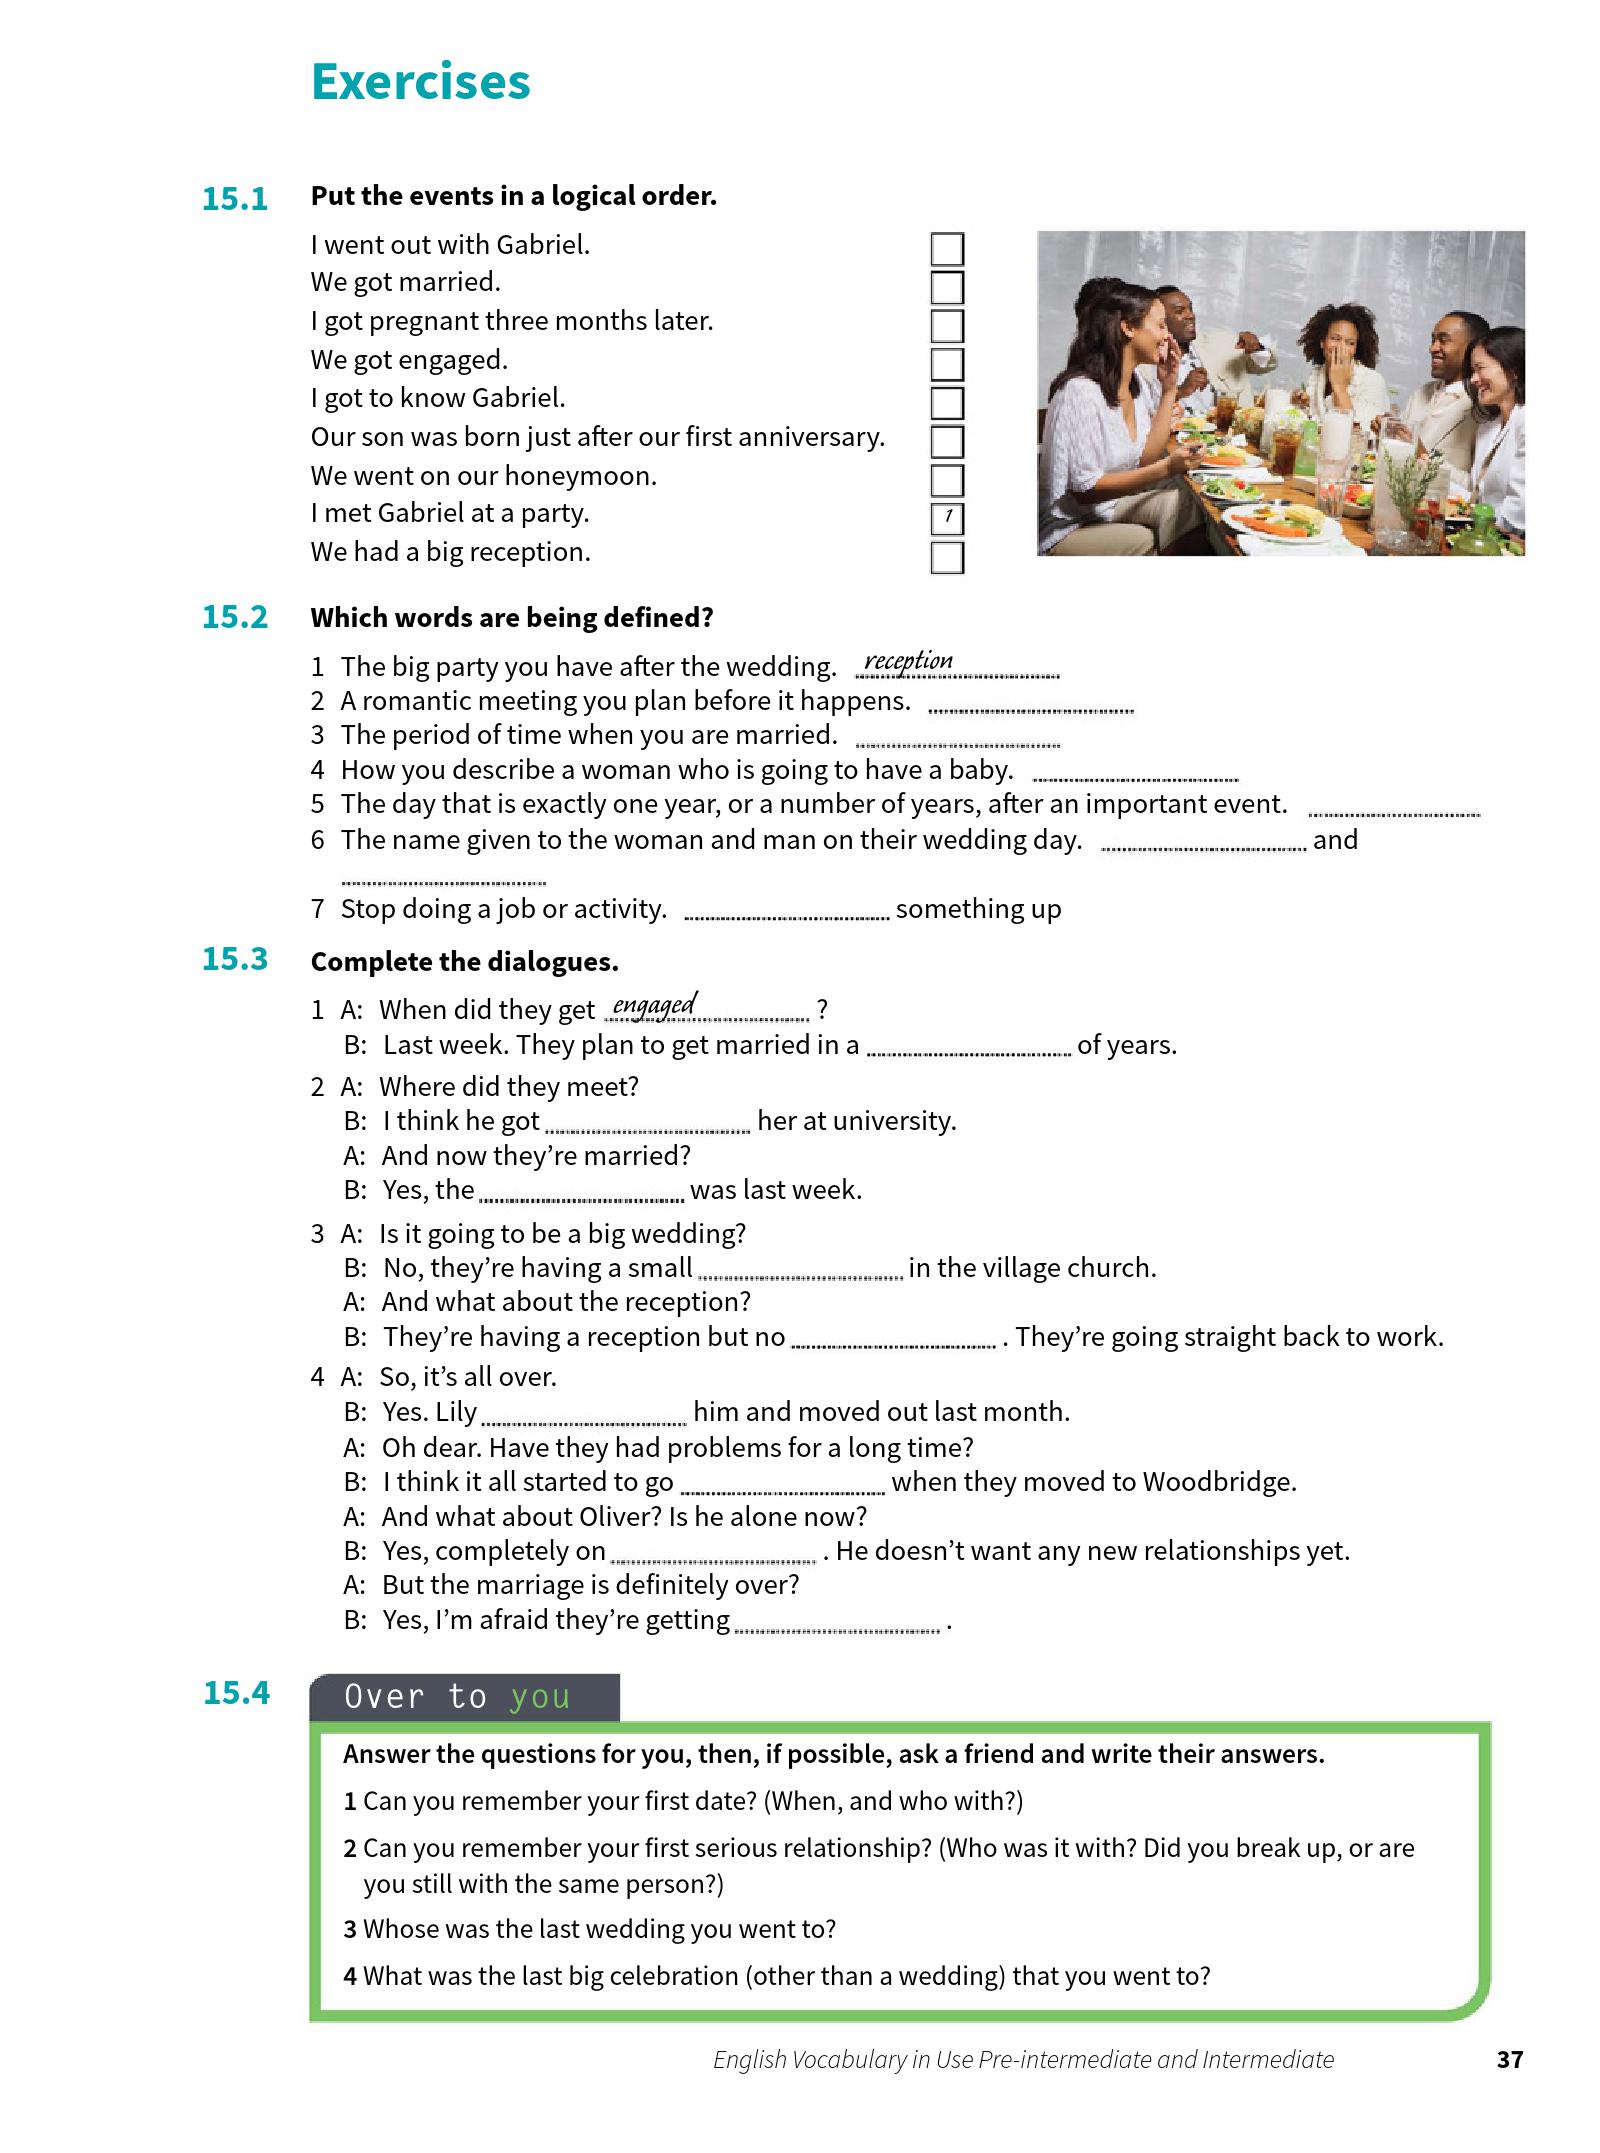 Exercises
15.1 Put the events in a logical order.
I went out with Gabriel.
We got married.
I got pregnant three months later.
We got engaged.
I got to know Gabriel.
Our son was born just after our first anniversary.
We went on our honeymoon.
I met Gabriel at a party. 1
We had a big reception.
15.2 Which words are being defined?
1 The big party you have after the wedding. reception
2 A romantic meeting you plan before it happens.
3 The period of time when you are married.
4 How you describe a woman who is going to have a baby.
5 The day that is exactly one year, or a number of years, after an important event.
6 The name given to the woman and man on their wedding day. and
7 Stop doing a job or activity. something up
15.3 Complete the dialogues.
1 A: When did they get engaged ?
B: Last week. They plan to get married in a of years.
2 A: Where did they meet?
B: I think he got her at university.
A: And now they’re married?
B: Yes, the was last week.
3 A: Is it going to be a big wedding?
B: No, they’re having a small in the village church.
A: And what about the reception?
B: They’re having a reception but no . They’re going straight back to work.
4 A: So, it’s all over.
B: Yes. Lily him and moved out last month.
A: Oh dear. Have they had problems for a long time?
B: I think it all started to go when they moved to Woodbridge.
A: And what about Oliver? Is he alone now?
B: Yes, completely on . He doesn’t want any new relationships yet.
A: But the marriage is definitely over?
B: Yes, I’m afraid they’re getting .
15.4 Over to you
Answer the questions for you, then, if possible, ask a friend and write their answers.
1 Can you remember your first date? (When, and who with?)
2 Can you remember your first serious relationship? (Who was it with? Did you break up, or are
you still with the same person?)
3 Whose was the last wedding you went to?
4 What was the last big celebration (other than a wedding) that you went to?
English Vocabulary in Use Pre-intermediate and Intermediate 37